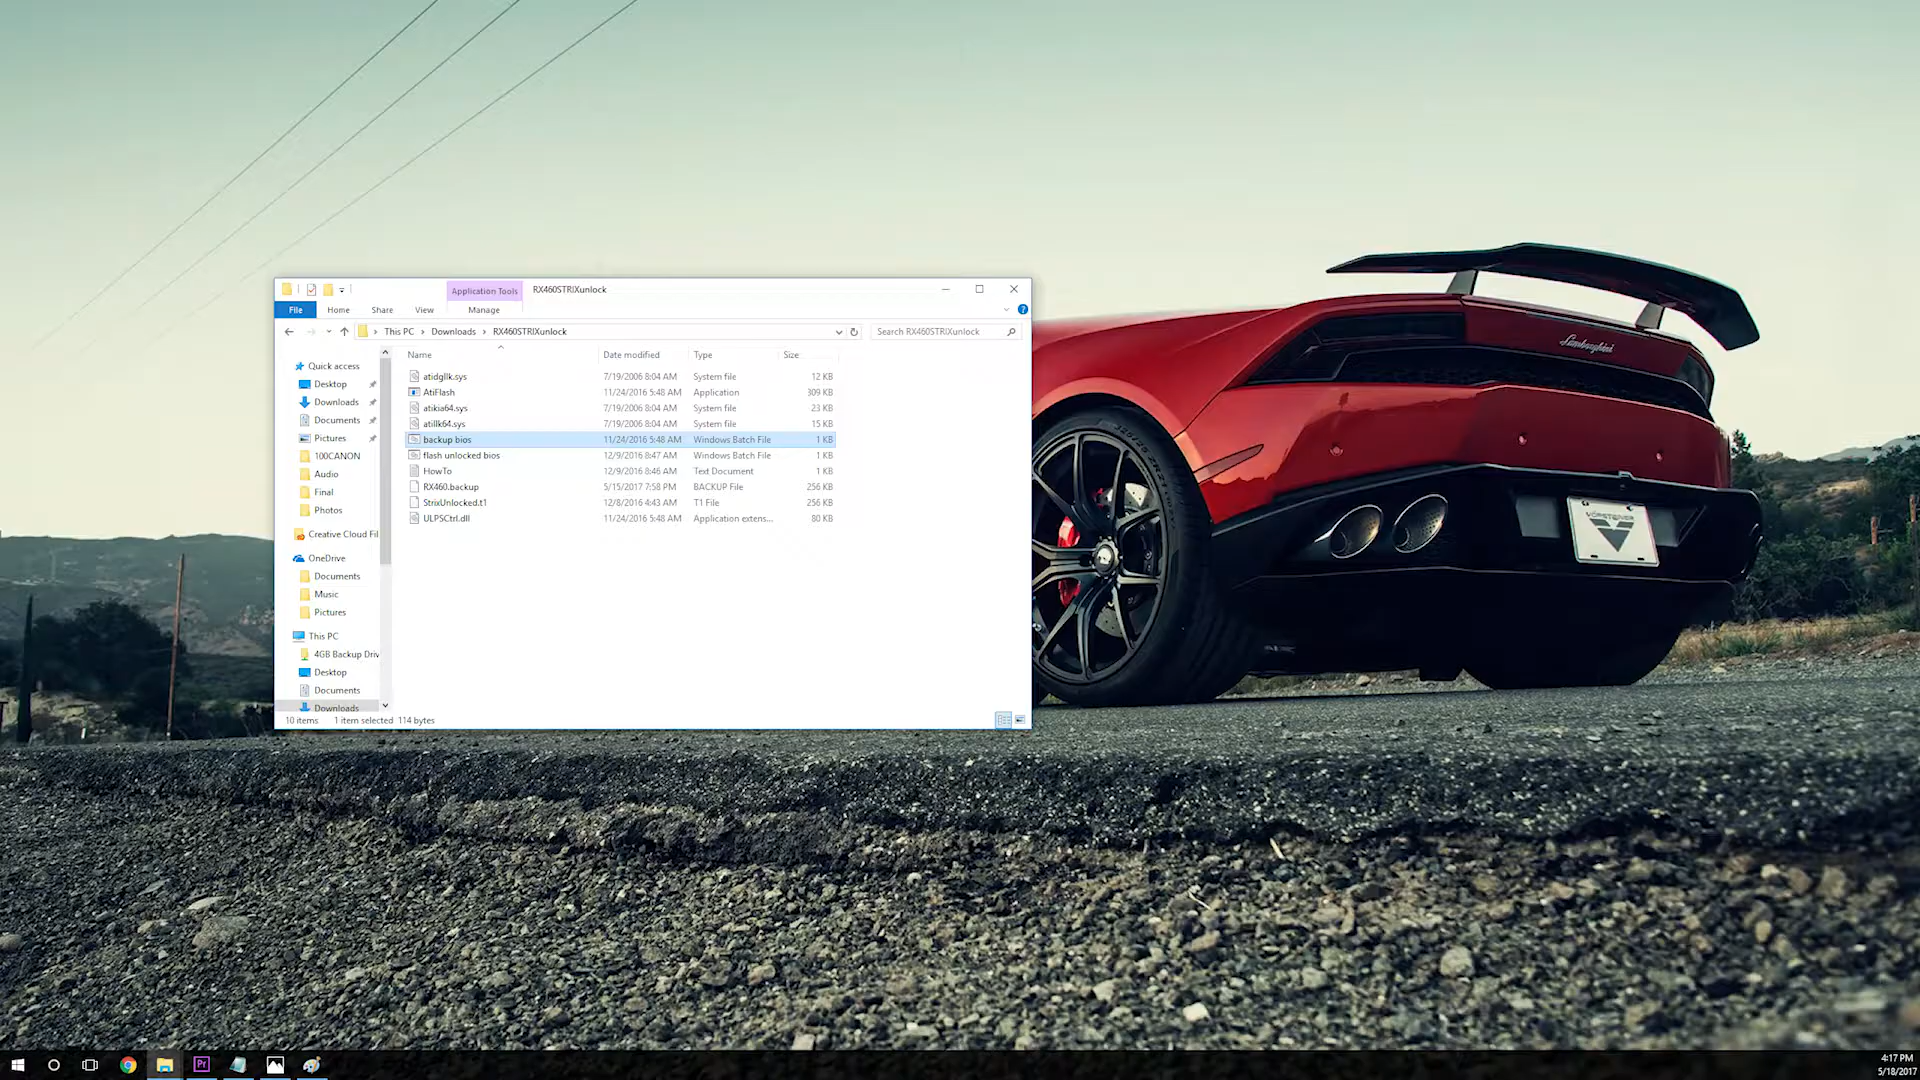 Application Tools
RX460STRIXunlock
File
Home
Share
View
Manage
This PC
Downloads
RX460STRIXunlock
Search RX460STRIXunlock
Name
Date modified
Type
Size
atidgllk.sys 7/19/2006 8:04 AM System file 12 KB
AtiFlash 11/24/2016 5:48 AM Application 309 KB
atikia64.sys 7/19/2006 8:04 AM System file 23 KB
atillk64.sys 7/19/2006 8:04 AM System file 15 KB
backup bios 11/24/2016 5:48 AM Windows Batch File 1 KB
flash unlocked bios 12/9/2016 8:47 AM Windows Batch File 1 KB
HowTo 12/9/2016 8:46 AM Text Document 1 KB
RX460.backup 5/15/2017 7:58 PM BACKUP File 256 KB
StrixUnlocked.t1 12/8/2016 4:43 AM T1 File 256 KB
ULPSCtrl.dll 11/24/2016 5:48 AM Application extens... 80 KB
Quick access
Desktop
Downloads
Documents
Pictures
100CANON
Audio
Final
Photos
Creative Cloud Fil
OneDrive
Documents
Music
Pictures
This PC
4GB Backup Driv
Desktop
Documents
Downloads
10 items 1 item selected 114 bytes
Lamborghini
VORSTEINER
Pr
4:17 PM
5/18/2017